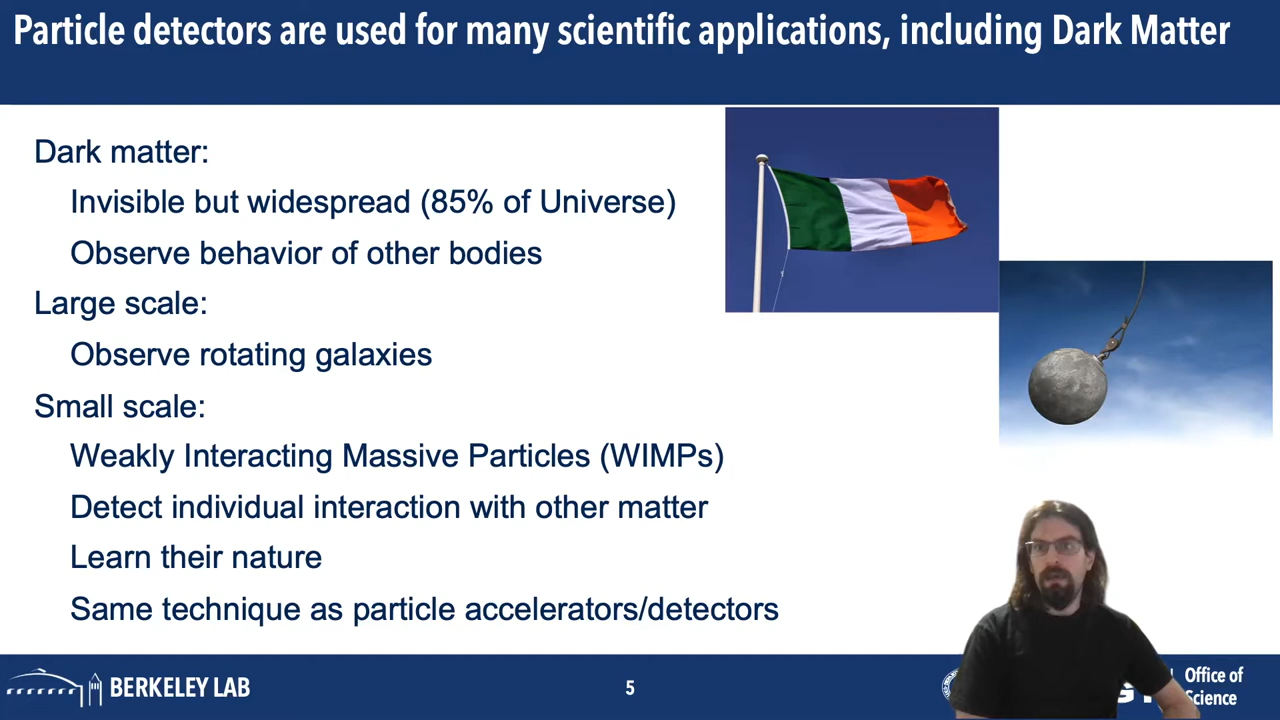 Particle detectors are used for many scientific applications, including Dark Matter
Dark matter:
Invisible but widespread (85% of Universe)
Observe behavior of other bodies
Large scale:
Observe rotating galaxies
Small scale:
Weakly Interacting Massive Particles (WIMPs)
Detect individual interaction with other matter
Learn their nature
Same technique as particle accelerators/detectors
BERKELEY LAB
5
Office of
Science